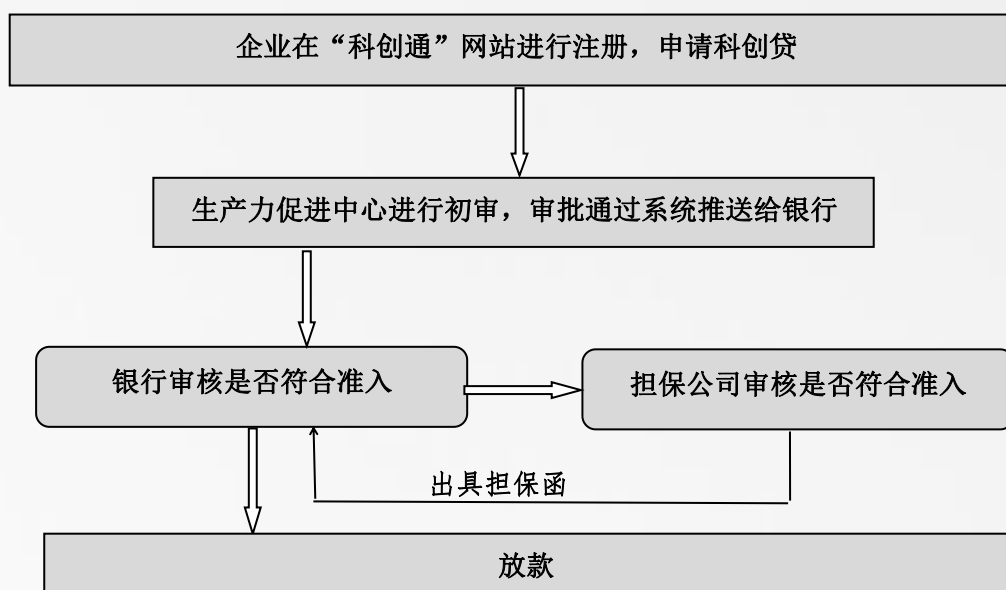 企业在“科创通”网站进行注册，申请科创贷
生产力促进中心进行初审，审批通过系统推送给银行
银行审核是否符合准入
担保公司审核是否符合准入
出具担保函
放款